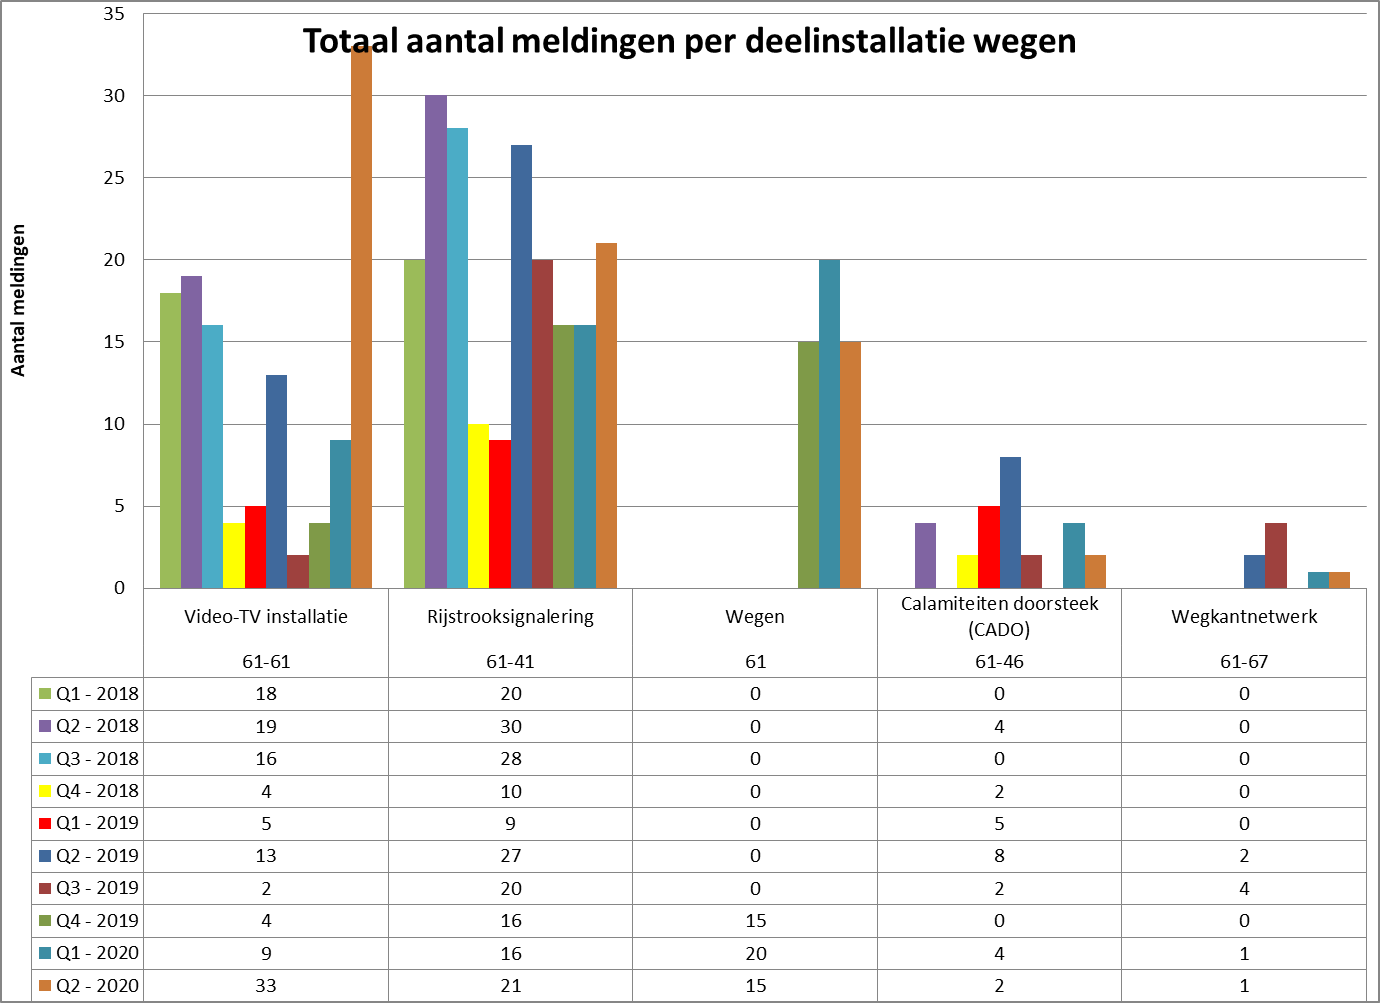 Totaal aantal meldingen per deelinstallatie wegen
35
30
25
20
15
10
5
0
Aantal meldingen
Video-TV installatie Rijstrooksignalering Wegen Calamiteiten doorsteek (CADO) Wegkantnetwerk
61-61 61-41 61 61-46 61-67
Q1 - 2018 18 20 0 0 0
Q2 - 2018 19 30 0 4 0
Q3 - 2018 16 28 0 0 0
Q4 - 2018 4 10 0 2 0
Q1 - 2019 5 9 0 5 0
Q2 - 2019 13 27 0 8 2
Q3 - 2019 2 20 0 2 4
Q4 - 2019 4 16 15 0 0
Q1 - 2020 9 16 20 4 1
Q2 - 2020 33 21 15 2 1